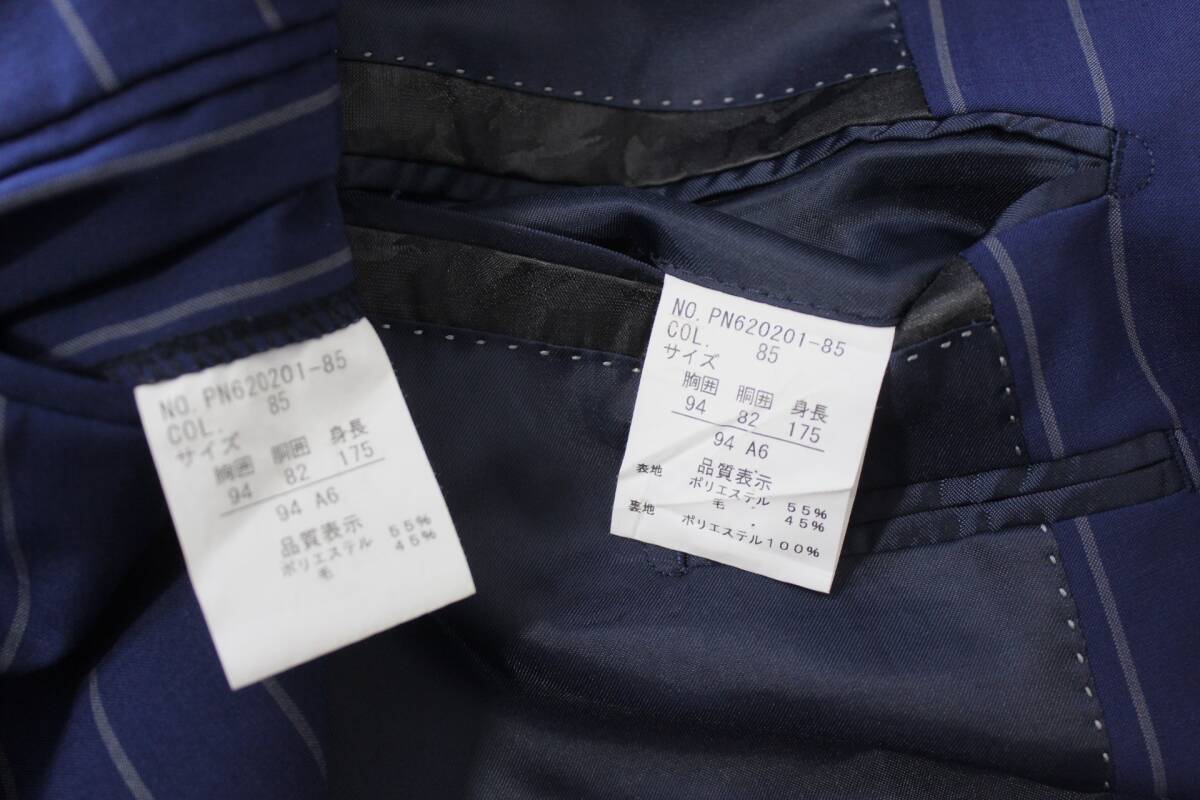 NO. PN620201-85
COL. 85
サイズ
胸囲 胴囲 身長
94 82 175
94 A6
品質表示
ポリエステル 55%
毛 45%
NO. PN620201-85
COL. 85
サイズ
胸囲 胴囲 身長
94 82 175
94 A6
品質表示
表地 ポリエステル 55%
毛 . 45%
裏地 ポリエステル100%